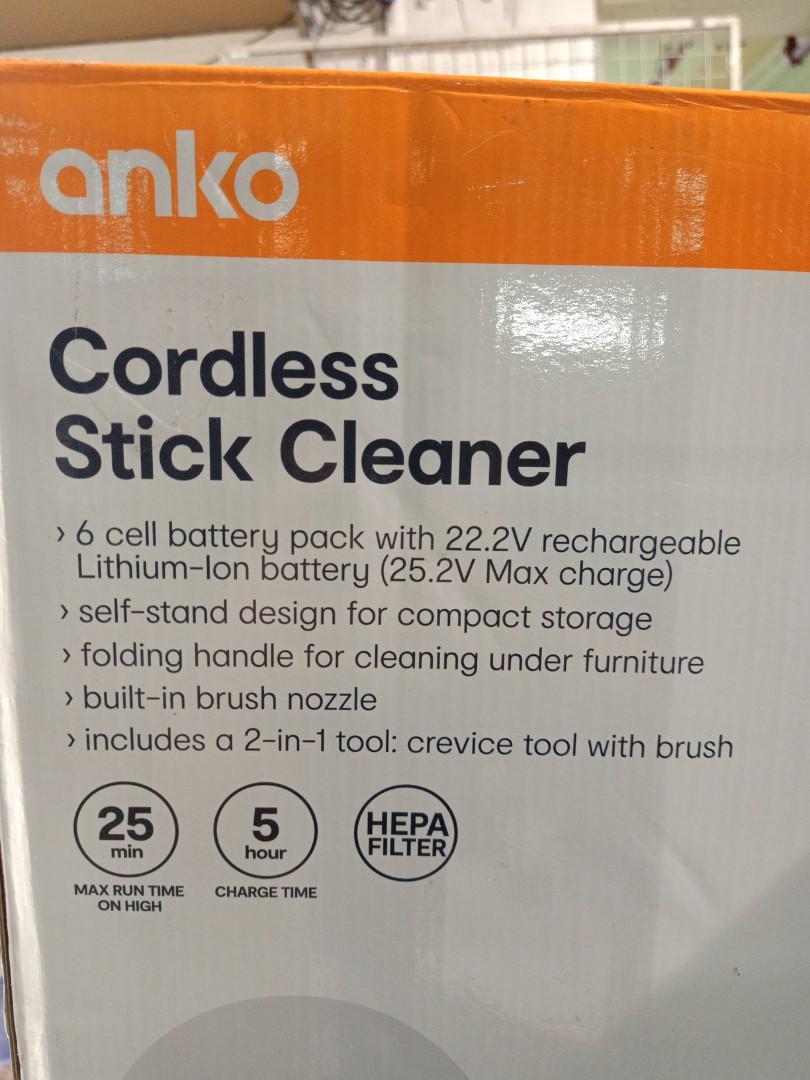 anko
Cordless
Stick Cleaner
› 6 cell battery pack with 22.2V rechargeable
Lithium-Ion battery (25.2V Max charge)
› self-stand design for compact storage
› folding handle for cleaning under furniture
› built-in brush nozzle
› includes a 2-in-1 tool: crevice tool with brush
25
min
MAX RUN TIME
ON HIGH
5
hour
CHARGE TIME
HEPA
FILTER